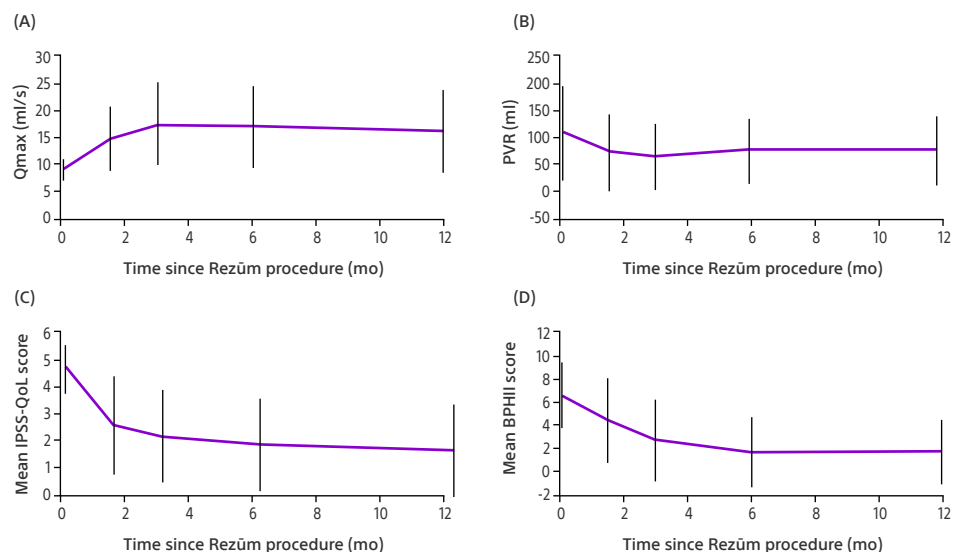 (A)
Qmax (ml/s)
30
25
20
15
10
5
0
0 2 4 6 8 10 12
Time since Rezūm procedure (mo)
(B)
PVR (ml)
250
200
150
100
50
0
-50
0 2 4 6 8 10 12
Time since Rezūm procedure (mo)
(C)
Mean IPSS-QoL score
6
5
4
3
2
1
0
0 2 4 6 8 10 12
Time since Rezūm procedure (mo)
(D)
Mean BPHII score
12
10
8
6
4
2
0
-2
0 2 4 6 8 10 12
Time since Rezūm procedure (mo)